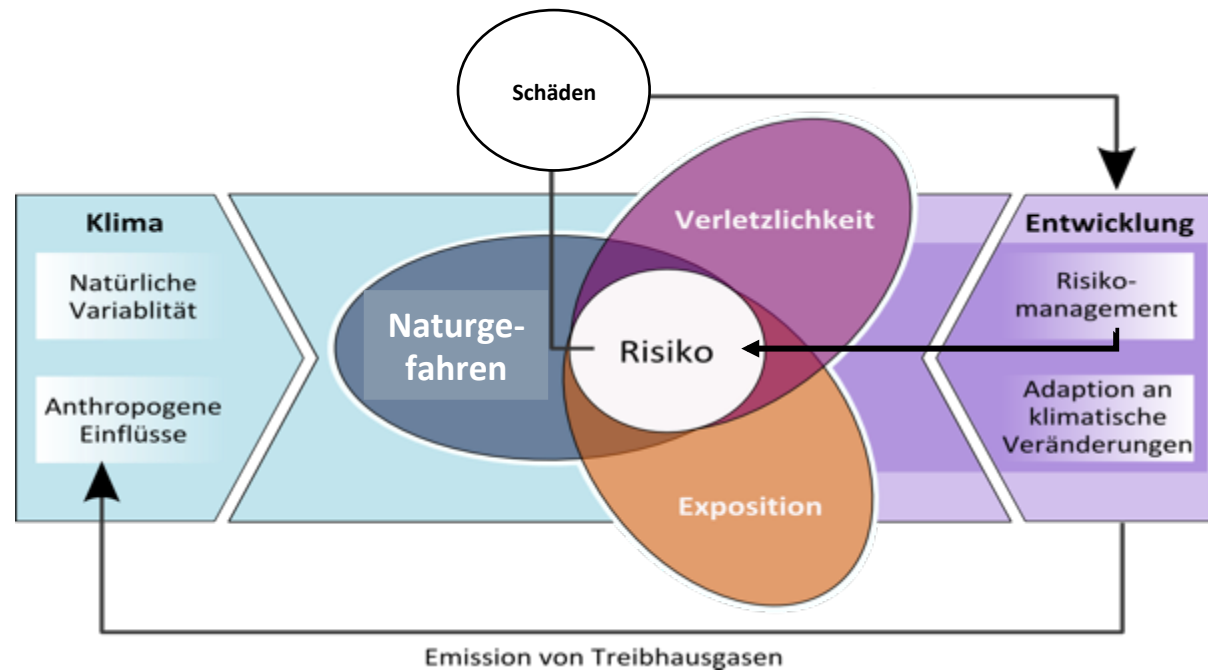 Schäden
Klima
Natürliche
Variablität
Anthropogene
Einflüsse
Naturge-
fahren
Verletzlichkeit
Risiko
Exposition
Entwicklung
Risiko-
management
Adaption an
klimatische
Veränderungen
Emission von Treibhausgasen